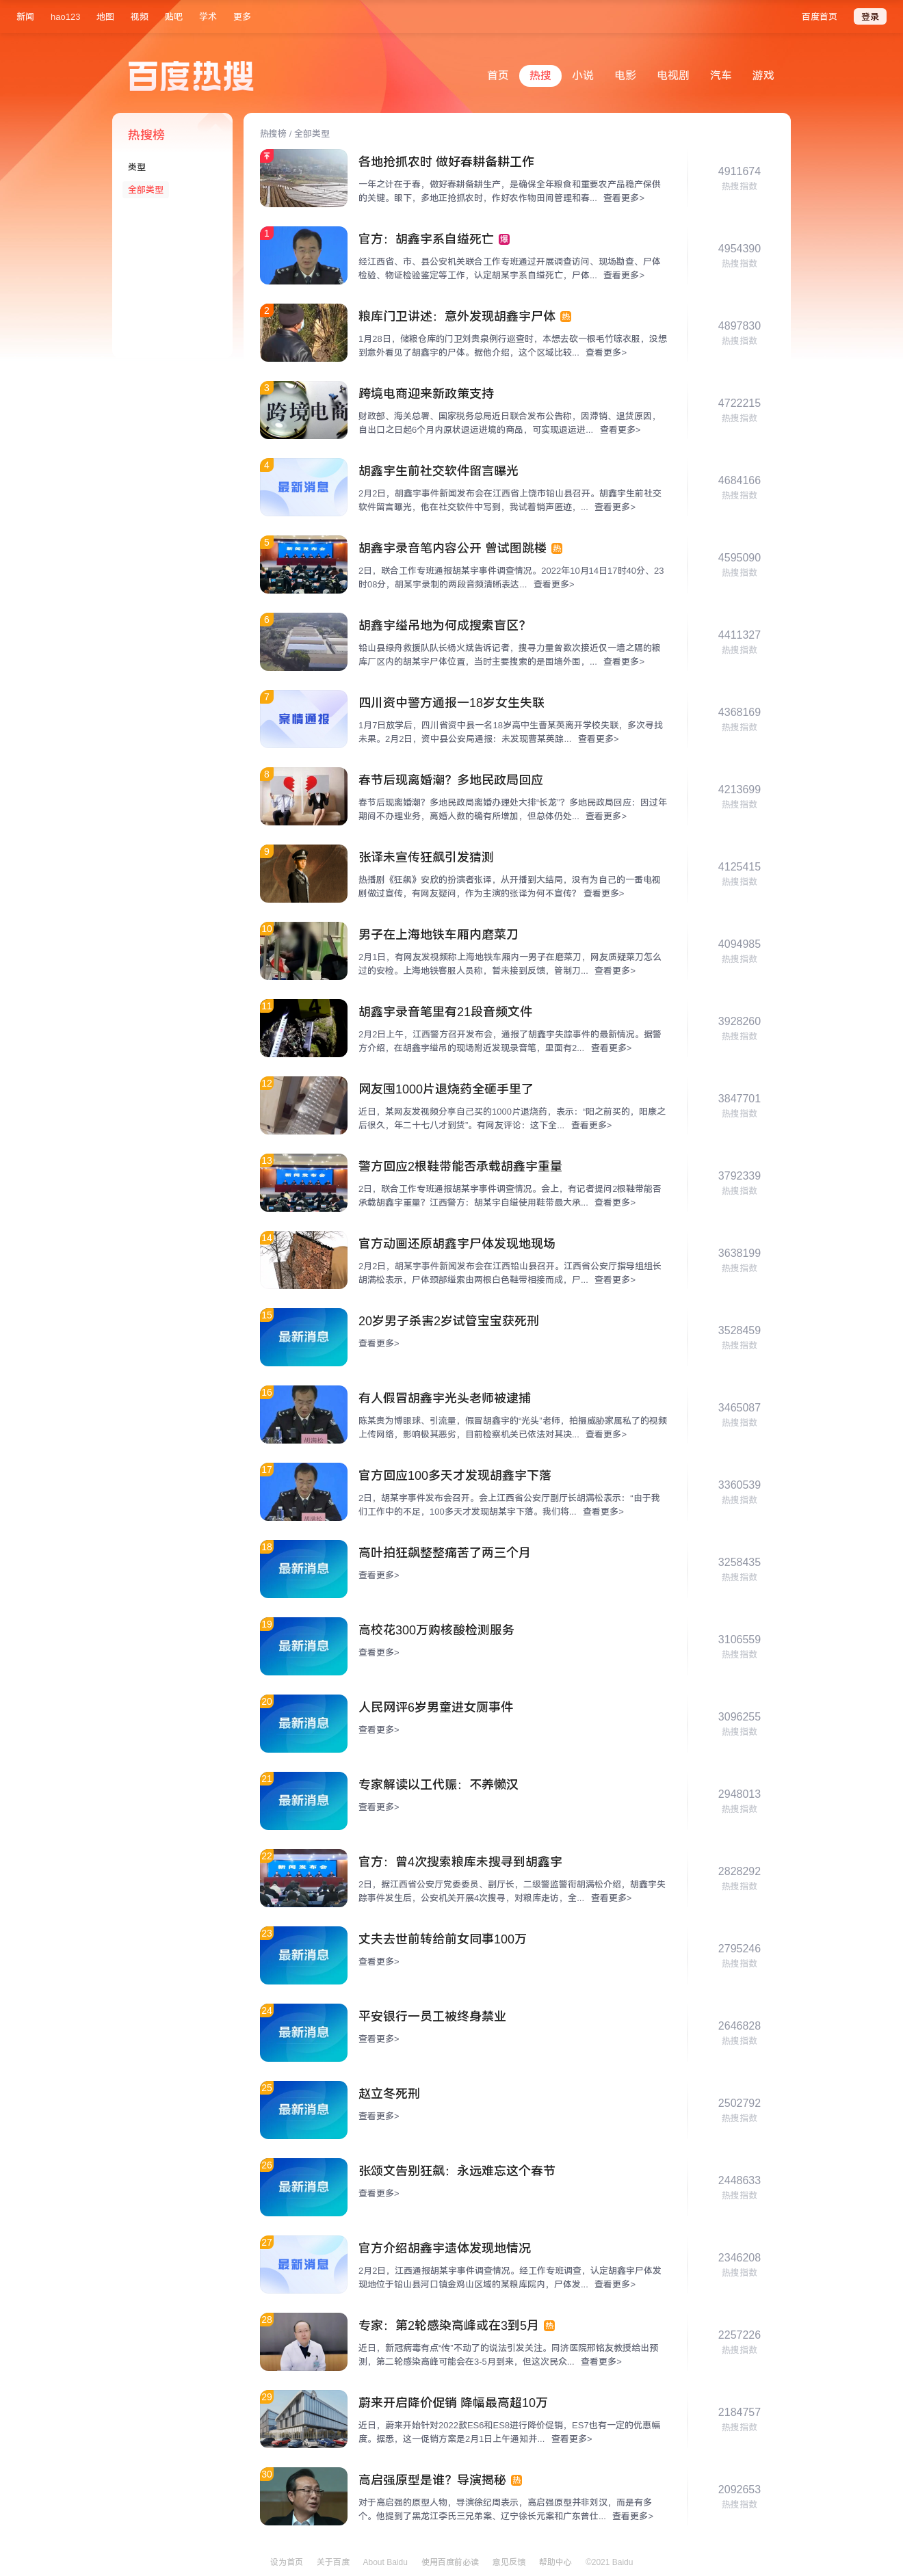 新闻 hao123 地图 视频 贴吧 学术 更多 百度首页 登录
百度热搜
首页 热搜 小说 电影 电视剧 汽车 游戏
热搜榜
类型
全部类型
热搜榜 / 全部类型
各地抢抓农时 做好春耕备耕工作
一年之计在于春，做好春耕备耕生产，是确保全年粮食和重要农产品稳产保供
的关键。眼下，多地正抢抓农时，作好农作物田间管理和春... 查看更多>
4911674
热搜指数
1
官方：胡鑫宇系自缢死亡 爆
经江西省、市、县公安机关联合工作专班通过开展调查访问、现场勘查、尸体
检验、物证检验鉴定等工作，认定胡某宇系自缢死亡，尸体... 查看更多>
4954390
热搜指数
2
粮库门卫讲述：意外发现胡鑫宇尸体 热
1月28日，储粮仓库的门卫刘贵泉例行巡查时，本想去砍一根毛竹晾衣服，没想
到意外看见了胡鑫宇的尸体。据他介绍，这个区域比较... 查看更多>
4897830
热搜指数
3
跨境电商
跨境电商迎来新政策支持
财政部、海关总署、国家税务总局近日联合发布公告称，因滞销、退货原因，
自出口之日起6个月内原状退运进境的商品，可实现退运进... 查看更多>
4722215
热搜指数
4
最新消息
胡鑫宇生前社交软件留言曝光
2月2日，胡鑫宇事件新闻发布会在江西省上饶市铅山县召开。胡鑫宇生前社交
软件留言曝光，他在社交软件中写到，我试着销声匿迹，... 查看更多>
4684166
热搜指数
5
新闻发布会
胡鑫宇录音笔内容公开 曾试图跳楼 热
2日，联合工作专班通报胡某宇事件调查情况。2022年10月14日17时40分、23
时08分，胡某宇录制的两段音频清晰表达... 查看更多>
4595090
热搜指数
6
胡鑫宇缢吊地为何成搜索盲区？
铅山县绿舟救援队队长杨火斌告诉记者，搜寻力量曾数次接近仅一墙之隔的粮
库厂区内的胡某宇尸体位置，当时主要搜索的是围墙外围，... 查看更多>
4411327
热搜指数
7
案情通报
四川资中警方通报一18岁女生失联
1月7日放学后，四川省资中县一名18岁高中生曹某英离开学校失联，多次寻找
未果。2月2日，资中县公安局通报：未发现曹某英踪... 查看更多>
4368169
热搜指数
8
春节后现离婚潮？多地民政局回应
春节后现离婚潮？多地民政局离婚办理处大排“长龙”？多地民政局回应：因过年
期间不办理业务，离婚人数的确有所增加，但总体仍处... 查看更多>
4213699
热搜指数
9
张译未宣传狂飙引发猜测
热播剧《狂飙》安欣的扮演者张译，从开播到大结局，没有为自己的一番电视
剧做过宣传，有网友疑问，作为主演的张译为何不宣传？ 查看更多>
4125415
热搜指数
10
男子在上海地铁车厢内磨菜刀
2月1日，有网友发视频称上海地铁车厢内一男子在磨菜刀，网友质疑菜刀怎么
过的安检。上海地铁客服人员称，暂未接到反馈，管制刀... 查看更多>
4094985
热搜指数
11
胡鑫宇录音笔里有21段音频文件
2月2日上午，江西警方召开发布会，通报了胡鑫宇失踪事件的最新情况。据警
方介绍，在胡鑫宇缢吊的现场附近发现录音笔，里面有2... 查看更多>
3928260
热搜指数
12
网友囤1000片退烧药全砸手里了
近日，某网友发视频分享自己买的1000片退烧药，表示：“阳之前买的，阳康之
后很久，年二十七八才到货”。有网友评论：这下全... 查看更多>
3847701
热搜指数
13
新闻发布会
警方回应2根鞋带能否承载胡鑫宇重量
2日，联合工作专班通报胡某宇事件调查情况。会上，有记者提问2根鞋带能否
承载胡鑫宇重量？江西警方：胡某宇自缢使用鞋带最大承... 查看更多>
3792339
热搜指数
14
官方动画还原胡鑫宇尸体发现地现场
2月2日，胡某宇事件新闻发布会在江西铅山县召开。江西省公安厅指导组组长
胡满松表示，尸体颈部缢索由两根白色鞋带相接而成，尸... 查看更多>
3638199
热搜指数
15
最新消息
20岁男子杀害2岁试管宝宝获死刑
查看更多>
3528459
热搜指数
16
胡满松
有人假冒胡鑫宇光头老师被逮捕
陈某贵为博眼球、引流量，假冒胡鑫宇的“光头”老师，拍摄威胁家属私了的视频
上传网络，影响极其恶劣，目前检察机关已依法对其决... 查看更多>
3465087
热搜指数
17
官方回应100多天才发现胡鑫宇下落
2日，胡某宇事件发布会召开。会上江西省公安厅副厅长胡满松表示：“由于我
们工作中的不足，100多天才发现胡某宇下落。我们将... 查看更多>
3360539
热搜指数
18
最新消息
高叶拍狂飙整整痛苦了两三个月
查看更多>
3258435
热搜指数
19
最新消息
高校花300万购核酸检测服务
查看更多>
3106559
热搜指数
20
最新消息
人民网评6岁男童进女厕事件
查看更多>
3096255
热搜指数
21
最新消息
专家解读以工代赈：不养懒汉
查看更多>
2948013
热搜指数
22
新闻发布会
官方：曾4次搜索粮库未搜寻到胡鑫宇
2日，据江西省公安厅党委委员、副厅长，二级警监警衔胡满松介绍，胡鑫宇失
踪事件发生后，公安机关开展4次搜寻，对粮库走访，全... 查看更多>
2828292
热搜指数
23
最新消息
丈夫去世前转给前女同事100万
查看更多>
2795246
热搜指数
24
最新消息
平安银行一员工被终身禁业
查看更多>
2646828
热搜指数
25
最新消息
赵立冬死刑
查看更多>
2502792
热搜指数
26
最新消息
张颂文告别狂飙：永远难忘这个春节
查看更多>
2448633
热搜指数
27
最新消息
官方介绍胡鑫宇遗体发现地情况
2月2日，江西通报胡某宇事件调查情况。经工作专班调查，认定胡鑫宇尸体发
现地位于铅山县河口镇金鸡山区域的某粮库院内，尸体发... 查看更多>
2346208
热搜指数
28
专家：第2轮感染高峰或在3到5月 热
近日，新冠病毒有点“传”不动了的说法引发关注。同济医院邢铭友教授给出预
测，第二轮感染高峰可能会在3-5月到来，但这次民众... 查看更多>
2257226
热搜指数
29
蔚来开启降价促销 降幅最高超10万
近日，蔚来开始针对2022款ES6和ES8进行降价促销，ES7也有一定的优惠幅
度。据悉，这一促销方案是2月1日上午通知并... 查看更多>
2184757
热搜指数
30
高启强原型是谁？导演揭秘 热
对于高启强的原型人物，导演徐纪周表示，高启强原型并非刘汉，而是有多
个。他提到了黑龙江李氏三兄弟案、辽宁徐长元案和广东曾仕... 查看更多>
2092653
热搜指数
设为首页 关于百度 About Baidu 使用百度前必读 意见反馈 帮助中心 ©2021 Baidu